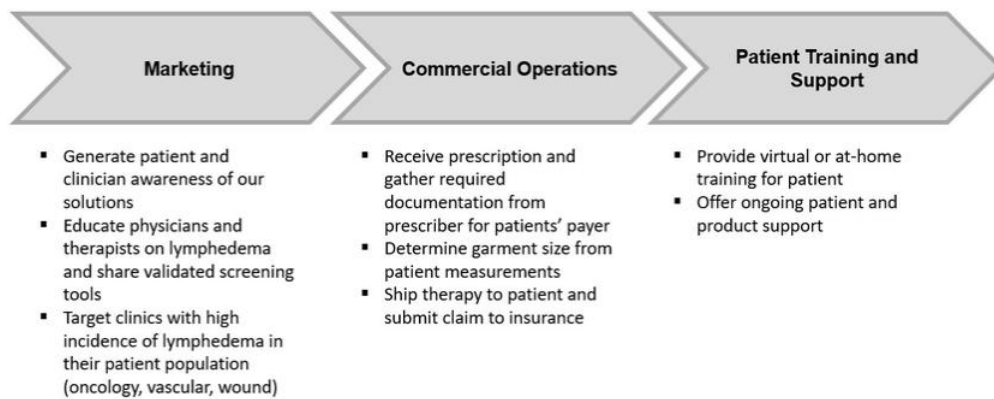 Marketing
Commercial Operations
Patient Training and
Support
▪ Generate patient and
clinician awareness of our
solutions
▪ Educate physicians and
therapists on lymphedema
and share validated screening
tools
▪ Target clinics with high
incidence of lymphedema in
their patient population
(oncology, vascular, wound)
▪ Receive prescription and
gather required
documentation from
prescriber for patients’ payer
▪ Determine garment size from
patient measurements
▪ Ship therapy to patient and
submit claim to insurance
▪ Provide virtual or at-home
training for patient
▪ Offer ongoing patient and
product support